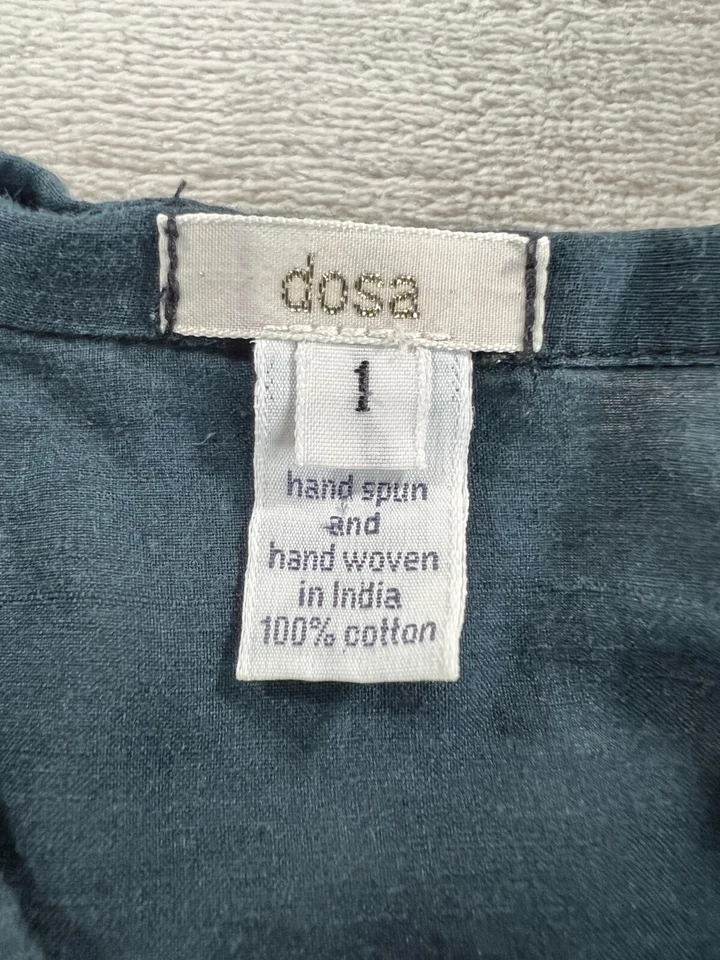 dosa
1
hand spun
and
hand woven
in India
100% cotton